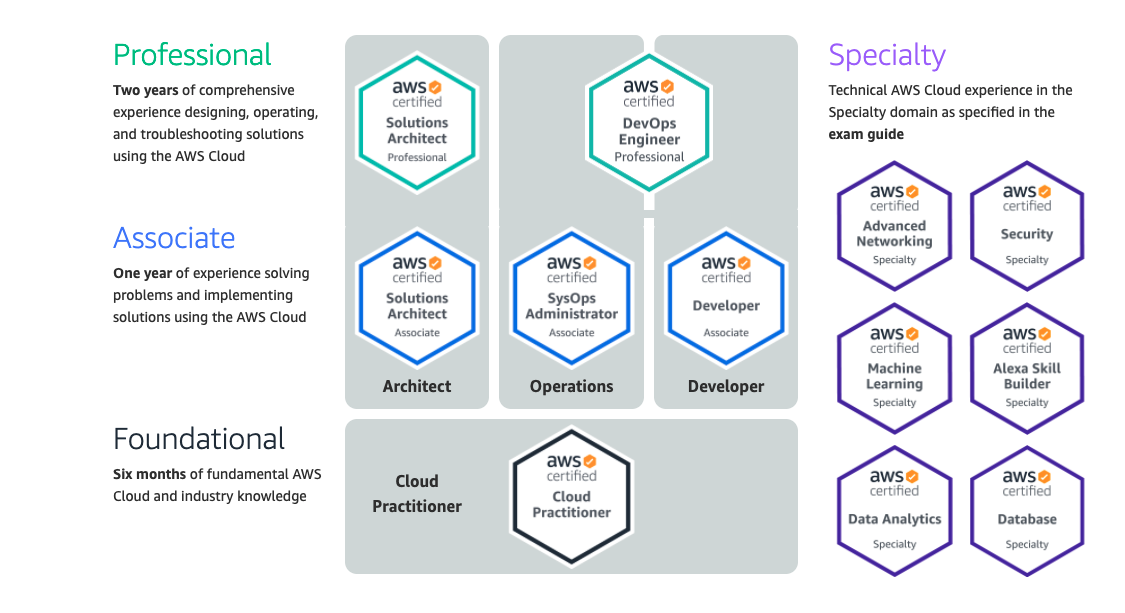 Professional
Two years of comprehensive
experience designing, operating,
and troubleshooting solutions
using the AWS Cloud
aws
certified
Solutions
Architect
Professional
aws
certified
DevOps
Engineer
Professional
Associate
One year of experience solving
problems and implementing
solutions using the AWS Cloud
aws
certified
Solutions
Architect
Associate
aws
certified
SysOps
Administrator
Associate
aws
certified
Developer
Associate
Architect
Operations
Developer
Foundational
Six months of fundamental AWS
Cloud and industry knowledge
Cloud
Practitioner
aws
certified
Cloud
Practitioner
Specialty
Technical AWS Cloud experience in the
Specialty domain as specified in the
exam guide
aws
certified
Advanced
Networking
Specialty
aws
certified
Security
Specialty
aws
certified
Machine
Learning
Specialty
aws
certified
Alexa Skill
Builder
Specialty
aws
certified
Data Analytics
Specialty
aws
certified
Database
Specialty